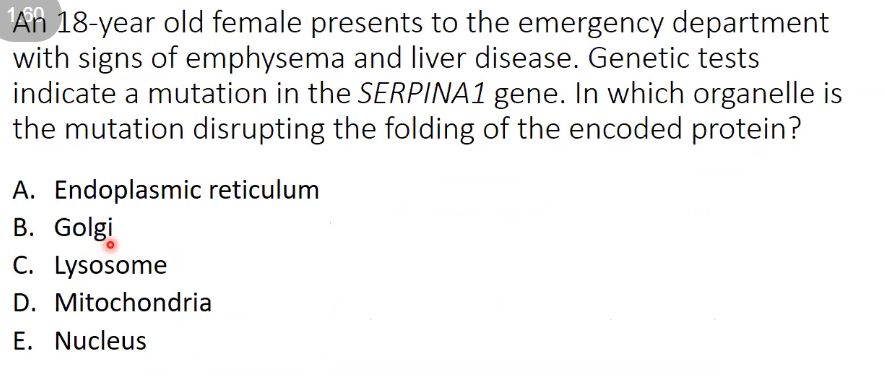 1.60
An 18-year old female presents to the emergency department
with signs of emphysema and liver disease. Genetic tests
indicate a mutation in the SERPINA1 gene. In which organelle is
the mutation disrupting the folding of the encoded protein?
A. Endoplasmic reticulum
B. Golgi
C. Lysosome
D. Mitochondria
E. Nucleus